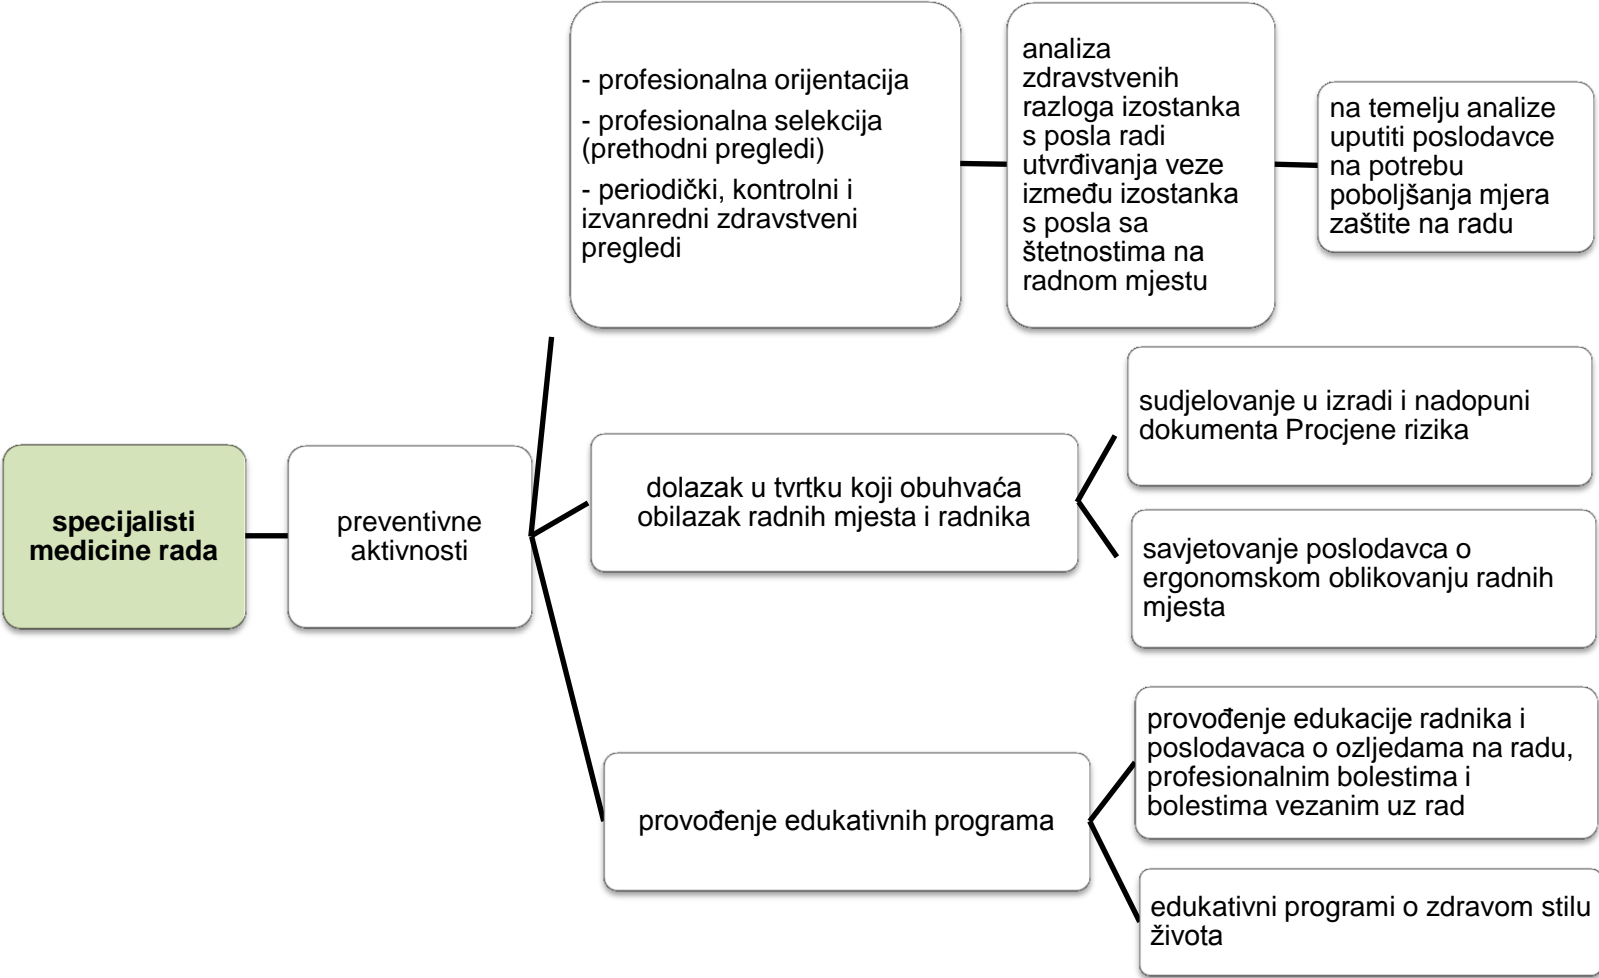 specijalisti
medicine rada
preventivne
aktivnosti
- profesionalna orijentacija
- profesionalna selekcija
(prethodni pregledi)
- periodički, kontrolni i
izvanredni zdravstveni
pregledi
analiza
zdravstvenih
razloga izostanka
s posla radi
utvrđivanja veze
između izostanka
s posla sa
štetnostima na
radnom mjestu
na temelju analize
uputiti poslodavce
na potrebu
poboljšanja mjera
zaštite na radu
dolazak u tvrtku koji obuhvaća
obilazak radnih mjesta i radnika
sudjelovanje u izradi i nadopuni
dokumenta Procjene rizika
savjetovanje poslodavca o
ergonomskom oblikovanju radnih
mjesta
provođenje edukativnih programa
provođenje edukacije radnika i
poslodavaca o ozljedama na radu,
profesionalnim bolestima i
bolestima vezanim uz rad
edukativni programi o zdravom stilu
života